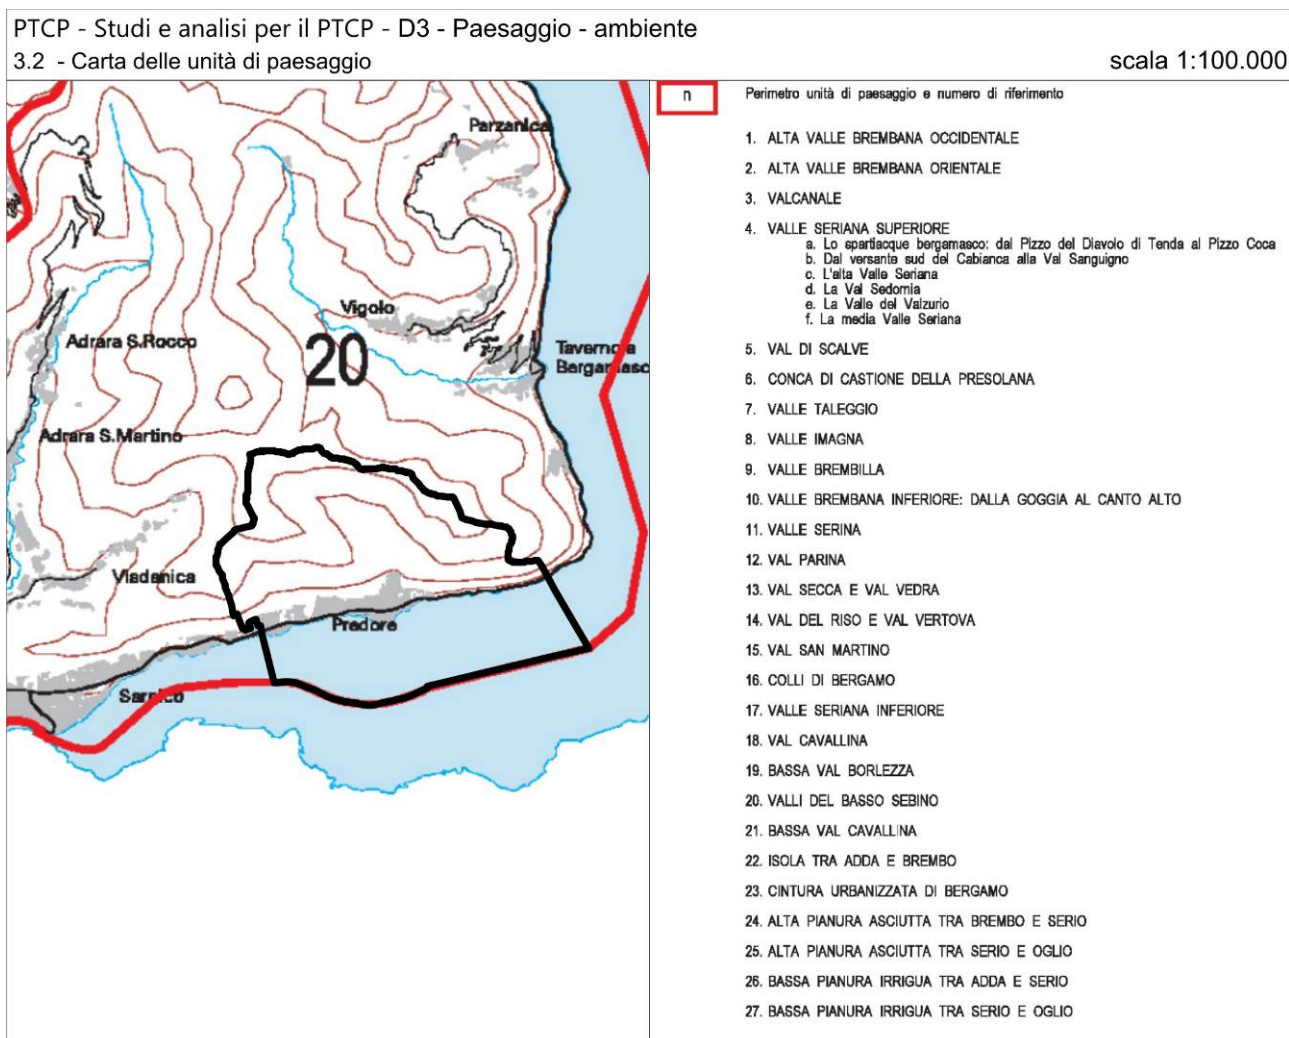 PTCP - Studi e analisi per il PTCP - D3 - Paesaggio - ambiente
3.2 - Carta delle unità di paesaggio
scala 1:100.000
Parzanica
Vigolo
Adrara S.Rocco
20
Tavernola
Bergamasc
Adrara S.Martino
Viadanica
Predore
Sarnico
n
Perimetro unità di paesaggio e numero di riferimento
1. ALTA VALLE BREMBANA OCCIDENTALE
2. ALTA VALLE BREMBANA ORIENTALE
3. VALCANALE
4. VALLE SERIANA SUPERIORE
a. Lo spartiacque bergamasco: dal Pizzo del Diavolo di Tenda al Pizzo Coca
b. Dal versante sud del Cabianca alla Val Sanguigno
c. L'alta Valle Seriana
d. La Val Sedornia
e. La Valle del Valzurio
f. La media Valle Seriana
5. VAL DI SCALVE
6. CONCA DI CASTIONE DELLA PRESOLANA
7. VALLE TALEGGIO
8. VALLE IMAGNA
9. VALLE BREMBILLA
10. VALLE BREMBANA INFERIORE: DALLA GOGGIA AL CANTO ALTO
11. VALLE SERINA
12. VAL PARINA
13. VAL SECCA E VAL VEDRA
14. VAL DEL RISO E VAL VERTOVA
15. VAL SAN MARTINO
16. COLLI DI BERGAMO
17. VALLE SERIANA INFERIORE
18. VAL CAVALLINA
19. BASSA VAL BORLEZZA
20. VALLI DEL BASSO SEBINO
21. BASSA VAL CAVALLINA
22. ISOLA TRA ADDA E BREMBO
23. CINTURA URBANIZZATA DI BERGAMO
24. ALTA PIANURA ASCIUTTA TRA BREMBO E SERIO
25. ALTA PIANURA ASCIUTTA TRA SERIO E OGLIO
26. BASSA PIANURA IRRIGUA TRA ADDA E SERIO
27. BASSA PIANURA IRRIGUA TRA SERIO E OGLIO